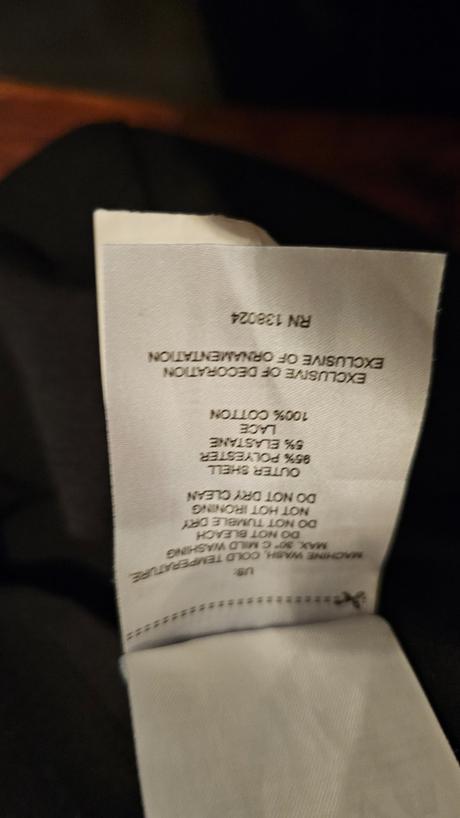 US:
MACHINE WASH, COLD TEMPERATURE,
MAX. 30° C MILD WASHING
DO NOT BLEACH
DO NOT TUMBLE DRY
NOT HOT IRONING
DO NOT DRY CLEAN
OUTER SHELL
95% POLYESTER
5% ELASTANE
LACE
100% COTTON
EXCLUSIVE OF DECORATION
EXCLUSIVE OF ORNAMENTATION
RN 138024